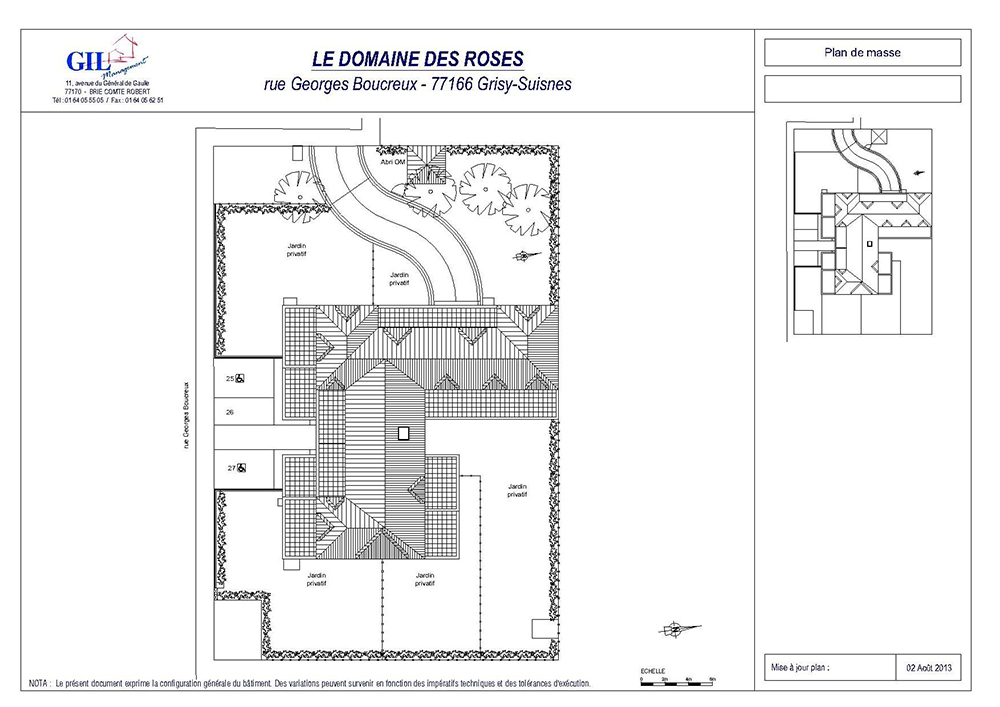 GIL
Management
11, avenue du Général de Gaulle
77170 - BRIE COMTE ROBERT
Tél : 01 64 05 55 05 / Fax : 01 64 05 62 51
LE DOMAINE DES ROSES
rue Georges Boucreux - 77166 Grisy-Suisnes
Plan de masse
Abri OM
Jardin
privatif
Jardin
privatif
25
26
27
rue Georges Boucreux
Jardin
privatif
Jardin
privatif
Jardin
privatif
ECHELLE
0 2m 4m 6m
NOTA : Le présent document exprime la configuration générale du bâtiment. Des variations peuvent survenir en fonction des impératifs techniques et des tolérances d'exécution.
Mise à jour plan :
02 Août 2013